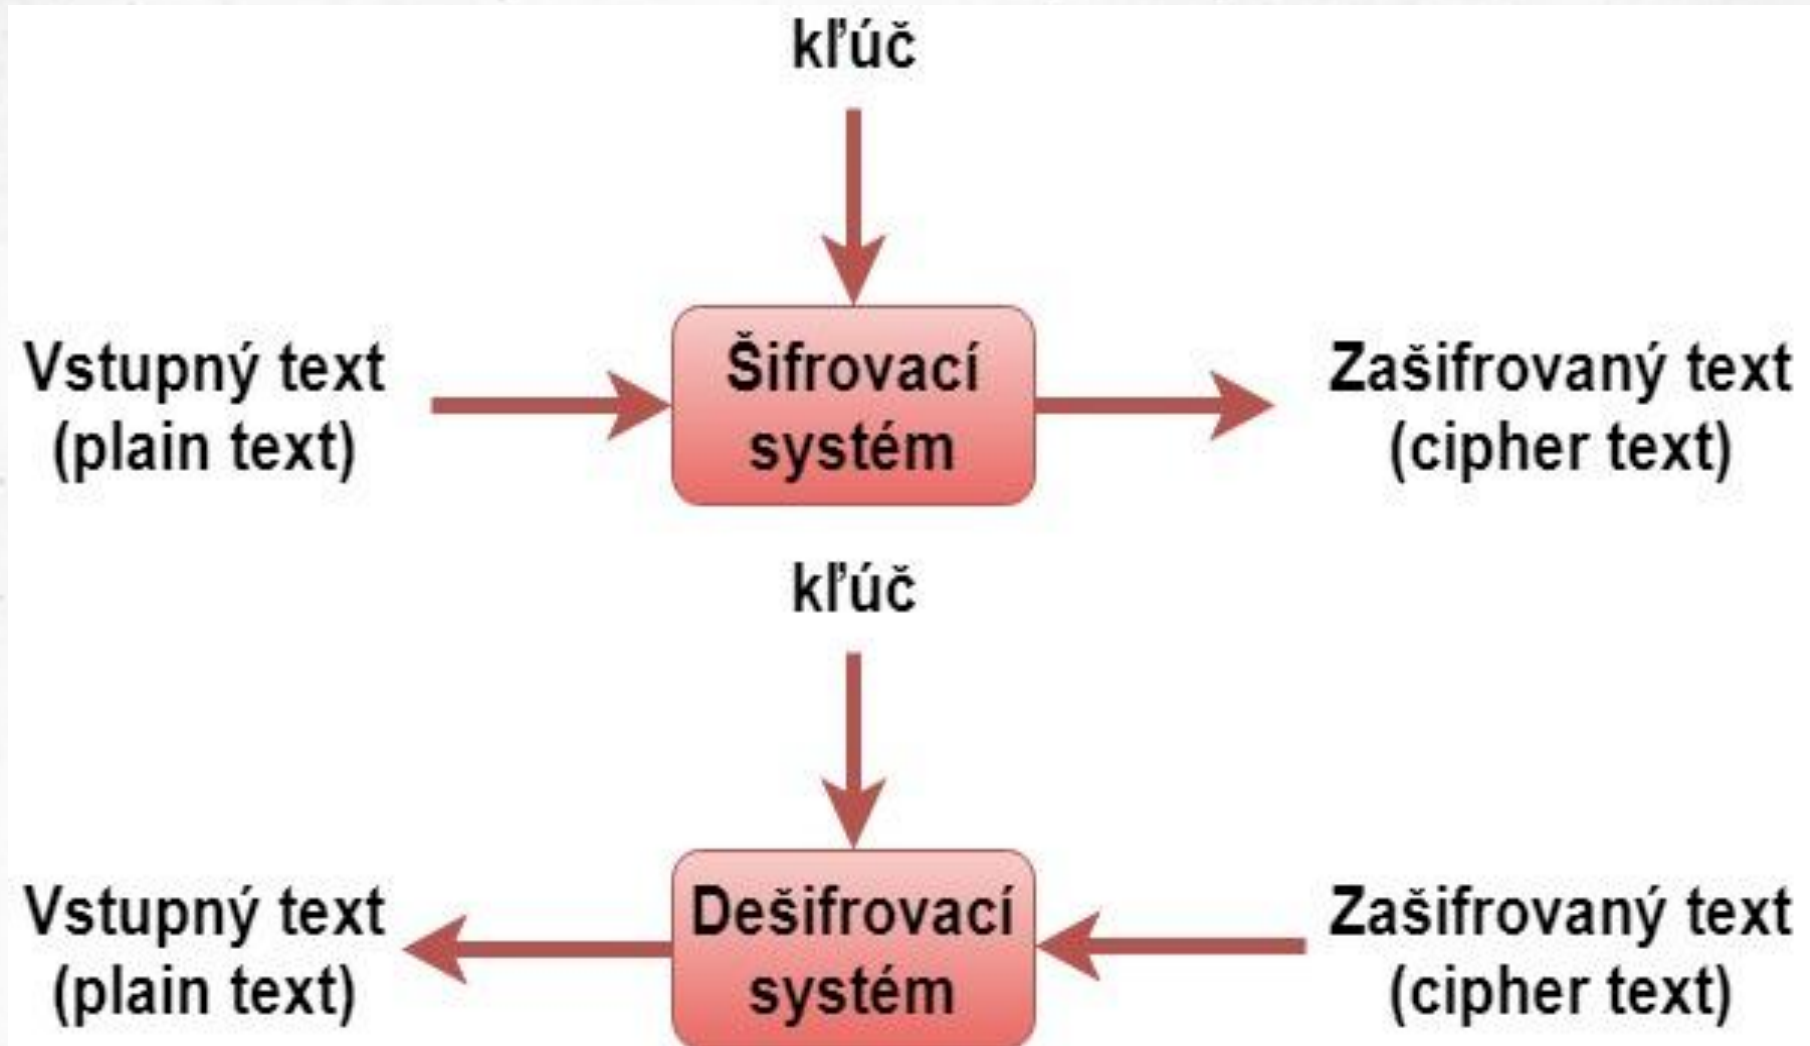 kľúč
Vstupný text
(plain text)
Šifrovací
systém
Zašifrovaný text
(cipher text)
kľúč
Vstupný text
(plain text)
Dešifrovací
systém
Zašifrovaný text
(cipher text)